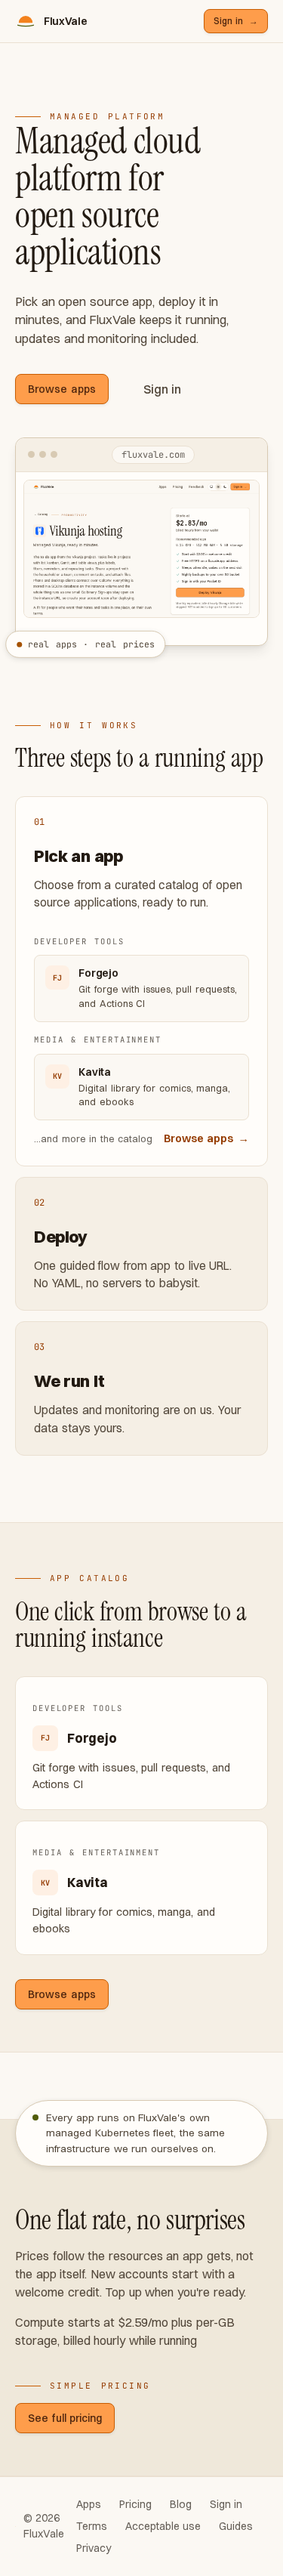 FluxVale
Sign in →
MANAGED PLATFORM
Managed cloud
platform for
open source
applications
Pick an open source app, deploy it in
minutes, and FluxVale keeps it running,
updates and monitoring included.
Browse apps
Sign in
fluxvale.com
Vikunja hosting
$2.83/mo
real apps · real prices
HOW IT WORKS
Three steps to a running app
01
Pick an app
Choose from a curated catalog of open
source applications, ready to run.
DEVELOPER TOOLS
FJ
Forgejo
Git forge with issues, pull requests,
and Actions CI
MEDIA & ENTERTAINMENT
KV
Kavita
Digital library for comics, manga,
and ebooks
...and more in the catalog
Browse apps →
02
Deploy
One guided flow from app to live URL.
No YAML, no servers to babysit.
03
We run it
Updates and monitoring are on us. Your
data stays yours.
APP CATALOG
One click from browse to a
running instance
DEVELOPER TOOLS
FJ
Forgejo
Git forge with issues, pull requests, and
Actions CI
MEDIA & ENTERTAINMENT
KV
Kavita
Digital library for comics, manga, and
ebooks
Browse apps
Every app runs on FluxVale's own
managed Kubernetes fleet, the same
infrastructure we run ourselves on.
One flat rate, no surprises
Prices follow the resources an app gets, not
the app itself. New accounts start with a
welcome credit. Top up when you're ready.
Compute starts at $2.59/mo plus per-GB
storage, billed hourly while running
SIMPLE PRICING
See full pricing
© 2026
FluxVale
Apps
Pricing
Blog
Sign in
Terms
Acceptable use
Guides
Privacy